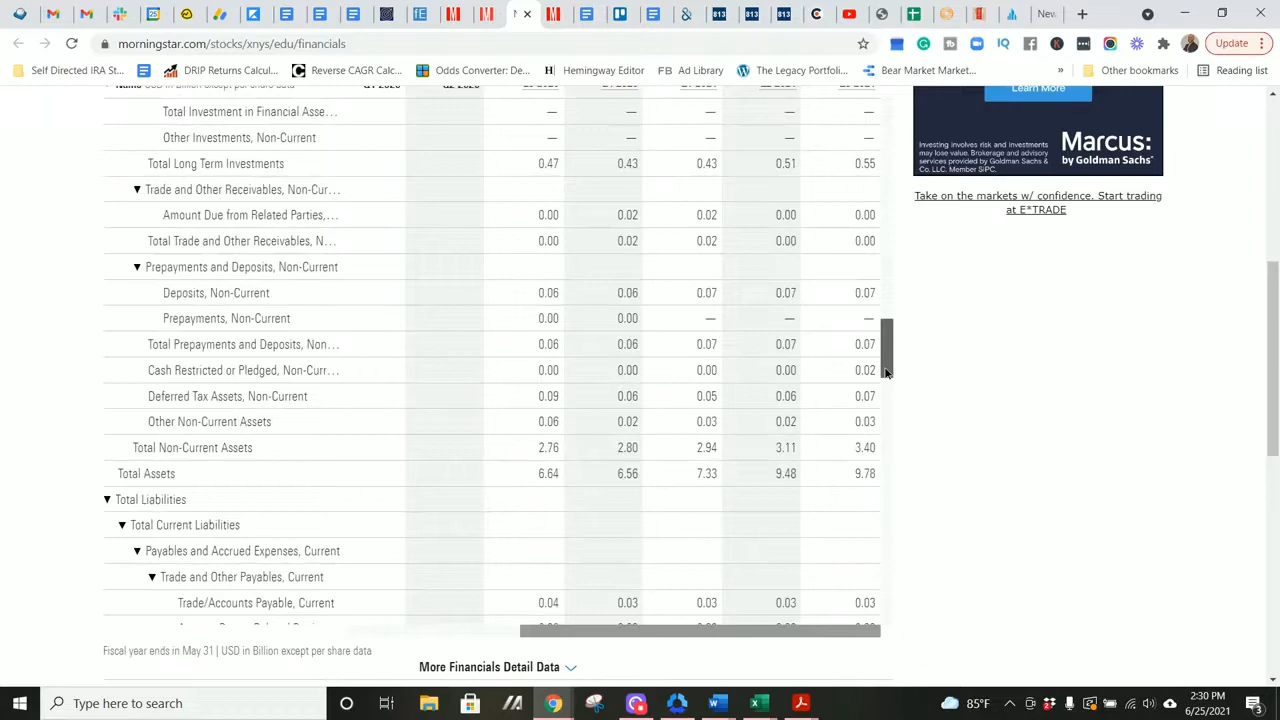 813
813
813
New
morningstar.com/stocks/xnys/edu/financials
Update
Self Directed IRA St...
DRIP Returns Calcu...
Reverse CAGR Calc...
Odds Converter: De...
Hemingway Editor
FB Ad Library
The Legacy Portfoli...
Bear Market Market...
»
Other bookmarks
Reading list
Total Investment in Financial Asse... — — — — —
Other Investments, Non-Current — — — — —
0.47 0.43 0.43 0.51 0.55
Trade and Other Receivables, Non-Cur...
Amount Due from Related Parties,... 0.00 0.02 0.02 0.00 0.00
Total Trade and Other Receivables, N... 0.00 0.02 0.02 0.00 0.00
Prepayments and Deposits, Non-Current
Deposits, Non-Current 0.06 0.06 0.07 0.07 0.07
Prepayments, Non-Current 0.00 0.00 — — —
Total Prepayments and Deposits, Non... 0.06 0.06 0.07 0.07 0.07
Cash Restricted or Pledged, Non-Curr... 0.00 0.00 0.00 0.00 0.02
Deferred Tax Assets, Non-Current 0.09 0.06 0.05 0.06 0.07
Other Non-Current Assets 0.06 0.02 0.03 0.02 0.03
Total Non-Current Assets 2.76 2.80 2.94 3.11 3.40
Total Assets 6.64 6.56 7.33 9.48 9.78
Total Liabilities
Total Current Liabilities
Payables and Accrued Expenses, Current
Trade and Other Payables, Current
Trade/Accounts Payable, Current 0.04 0.03 0.03 0.03 0.03
Fiscal year ends in May 31 | USD in Billion except per share data
More Financials Detail Data
Learn More
Investing involves risk and investments
may lose value. Brokerage and advisory
services provided by Goldman Sachs &
Co. LLC. Member SIPC.
Marcus:
by Goldman Sachs®
Take on the markets w/ confidence. Start trading
at E*TRADE
Type here to search
85°F
2:30 PM
6/25/2021
3